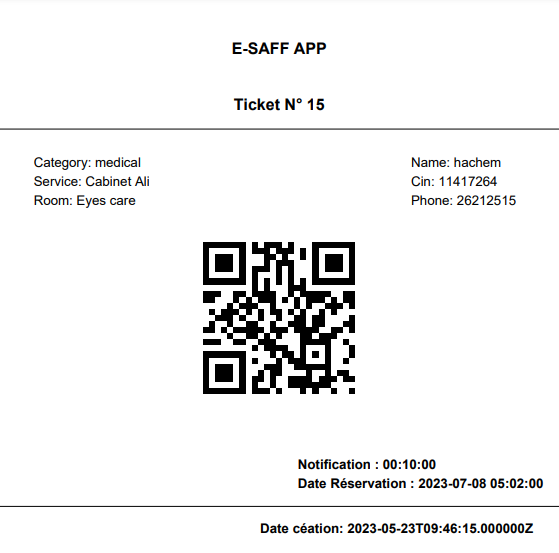 E-SAFF APP
Ticket N° 15
Category: medical
Service: Cabinet Ali
Room: Eyes care
Name: hachem
Cin: 11417264
Phone: 26212515
Notification : 00:10:00
Date Réservation : 2023-07-08 05:02:00
Date céation: 2023-05-23T09:46:15.000000Z